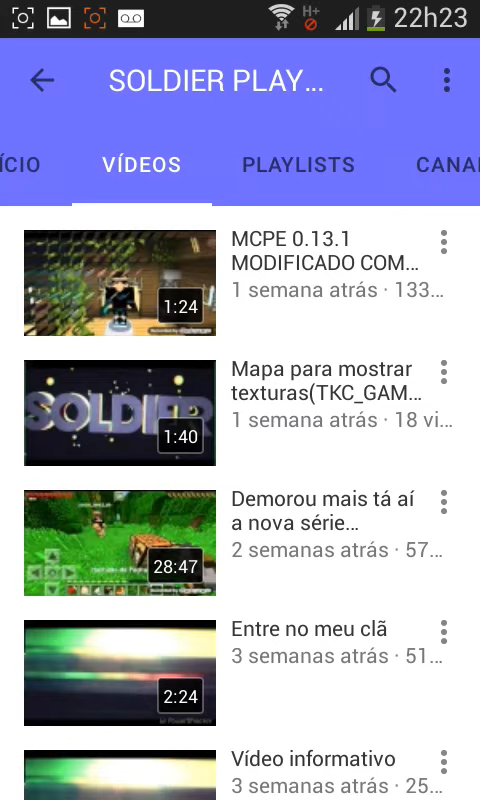 H+ 22h23
SOLDIER PLAY...
ÍCIO VÍDEOS PLAYLISTS CANAI
MCPE 0.13.1
MODIFICADO COM...
1 semana atrás · 133...
1:24
Mapa para mostrar
texturas(TKC_GAM...
1 semana atrás · 18 vi...
SOLDIER
1:40
Demorou mais tá aí
a nova série...
2 semanas atrás · 57...
28:47
Entre no meu clã
3 semanas atrás · 51...
2:24
Vídeo informativo
3 semanas atrás · 25...